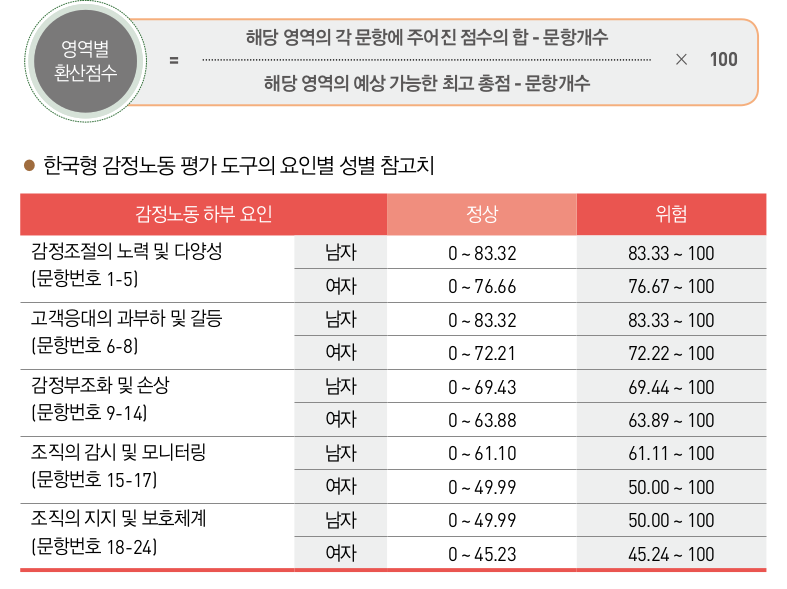 영역별
환산점수
=
해당 영역의 각 문항에 주어진 점수의 합 - 문항개수
해당 영역의 예상 가능한 최고 총점 - 문항개수
× 100
● 한국형 감정노동 평가 도구의 요인별 성별 참고치
감정노동 하부 요인 정상 위험
감정조절의 노력 및 다양성
(문항번호 1-5)
남자 0 ~ 83.32 83.33 ~ 100
여자 0 ~ 76.66 76.67 ~ 100
고객응대의 과부하 및 갈등
(문항번호 6-8)
남자 0 ~ 83.32 83.33 ~ 100
여자 0 ~ 72.21 72.22 ~ 100
감정부조화 및 손상
(문항번호 9-14)
남자 0 ~ 69.43 69.44 ~ 100
여자 0 ~ 63.88 63.89 ~ 100
조직의 감시 및 모니터링
(문항번호 15-17)
남자 0 ~ 61.10 61.11 ~ 100
여자 0 ~ 49.99 50.00 ~ 100
조직의 지지 및 보호체계
(문항번호 18-24)
남자 0 ~ 49.99 50.00 ~ 100
여자 0 ~ 45.23 45.24 ~ 100